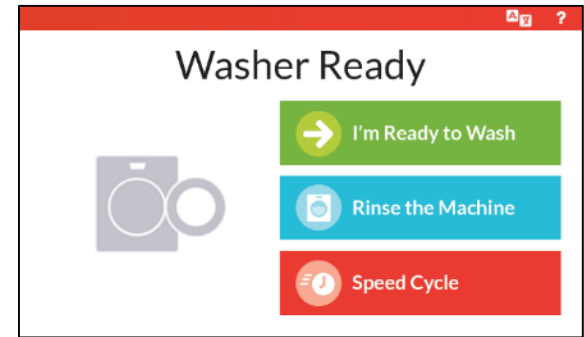 ?
Washer Ready
I'm Ready to Wash
Rinse the Machine
Speed Cycle